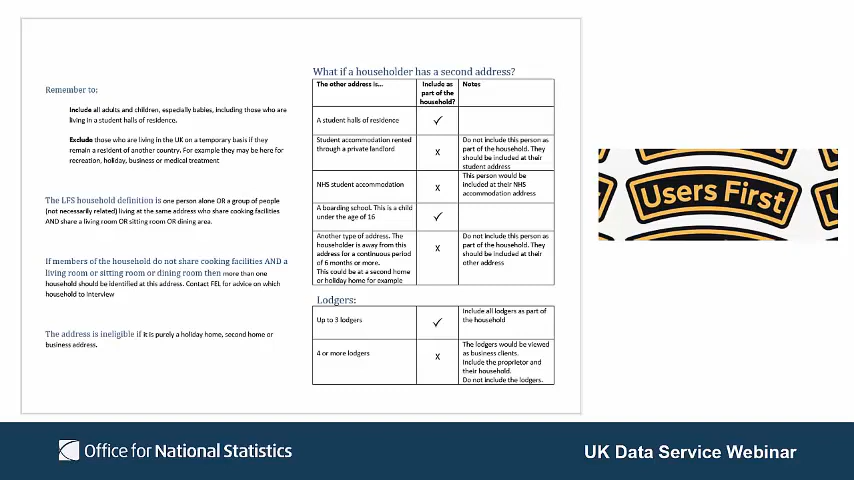 Remember to:
Include all adults and children, especially babies, including those who are
living in a student halls of residence.
Exclude those who are living in the UK on a temporary basis if they
remain a resident of another country. For example they may be here for
recreation, holiday, business or medical treatment
The LFS household definition is one person alone OR a group of people
(not necessarily related) living at the same address who share cooking facilities
AND share a living room OR sitting room OR dining area.
If members of the household do not share cooking facilities AND a
living room or sitting room or dining room then more than one
household should be identified at this address. Contact FEL for advice on which
household to interview
The address is ineligible if it is purely a holiday home, second home or
business address.
What if a householder has a second address?
The other address is...
Include as
part of the
household?
Notes
A student halls of residence
✓
Student accommodation rented
through a private landlord
X
Do not include this person as
part of the household. They
should be included at their
student address
NHS student accommodation
X
This person would be
included at their NHS
accommodation address
A boarding school. This is a child
under the age of 16
✓
Another type of address. The
householder is away from this
address for a continuous period
of 6 months or more.
This could be at a second home
or holiday home for example
X
Do not include this person as
part of the household. They
should be included at their
other address
Lodgers:
Up to 3 lodgers
✓
Include all lodgers as part of
the household
4 or more lodgers
X
The lodgers would be viewed
as business clients.
Include the proprietor and
their household.
Do not include the lodgers.
Users First
Office for National Statistics
UK Data Service Webinar